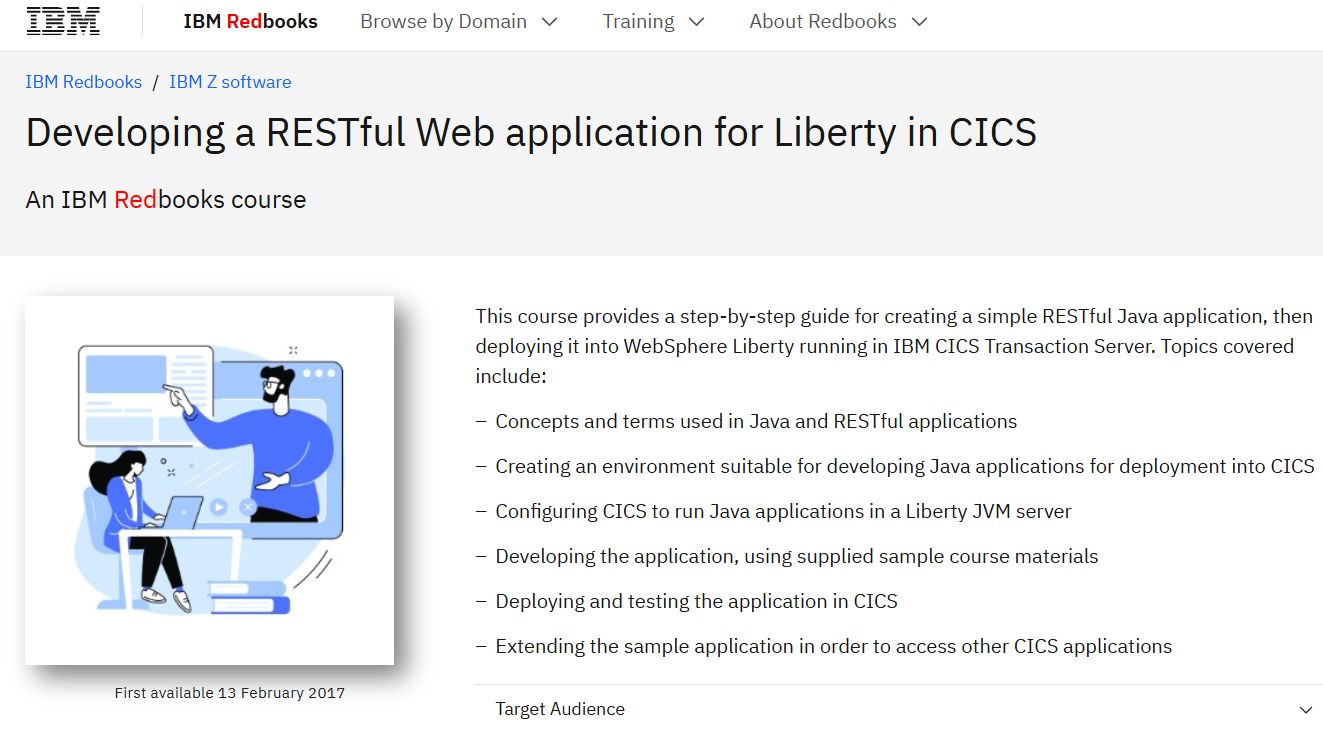 IBM
IBM Redbooks
Browse by Domain
Training
About Redbooks
IBM Redbooks / IBM Z software
Developing a RESTful Web application for Liberty in CICS
An IBM Redbooks course
This course provides a step-by-step guide for creating a simple RESTful Java application, then
deploying it into WebSphere Liberty running in IBM CICS Transaction Server. Topics covered
include:
– Concepts and terms used in Java and RESTful applications
– Creating an environment suitable for developing Java applications for deployment into CICS
– Configuring CICS to run Java applications in a Liberty JVM server
– Developing the application, using supplied sample course materials
– Deploying and testing the application in CICS
– Extending the sample application in order to access other CICS applications
First available 13 February 2017
Target Audience